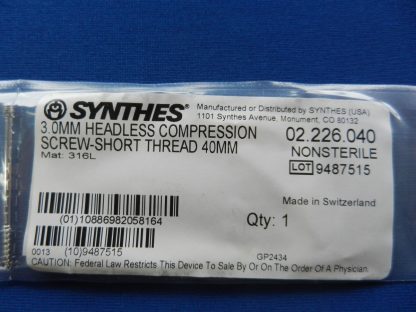 SYNTHES®
Manufactured or Distributed by SYNTHES (USA)
1101 Synthes Avenue, Monument, CO 80132
3.0MM HEADLESS COMPRESSION
SCREW-SHORT THREAD 40MM
Mat: 316L
02.226.040
NONSTERILE
LOT 9487515
Made in Switzerland
(01)10886982058164
Qty: 1
0013 (10)9487515
GP2434
CAUTION: Federal Law Restricts This Device To Sale By Or On The Order Of A Physician.